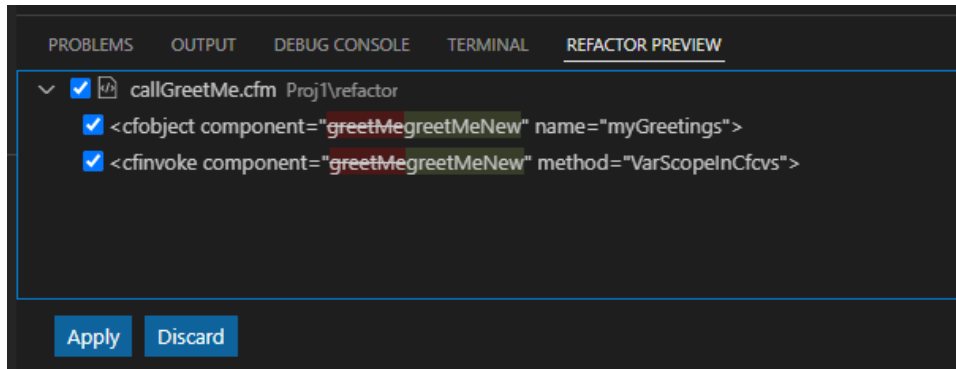 PROBLEMS OUTPUT DEBUG CONSOLE TERMINAL REFACTOR PREVIEW
callGreetMe.cfm Proj1\refactor
<cfobject component="greetMegreetMeNew" name="myGreetings">
<cfinvoke component="greetMegreetMeNew" method="VarScopeInCfcvs">
Apply Discard